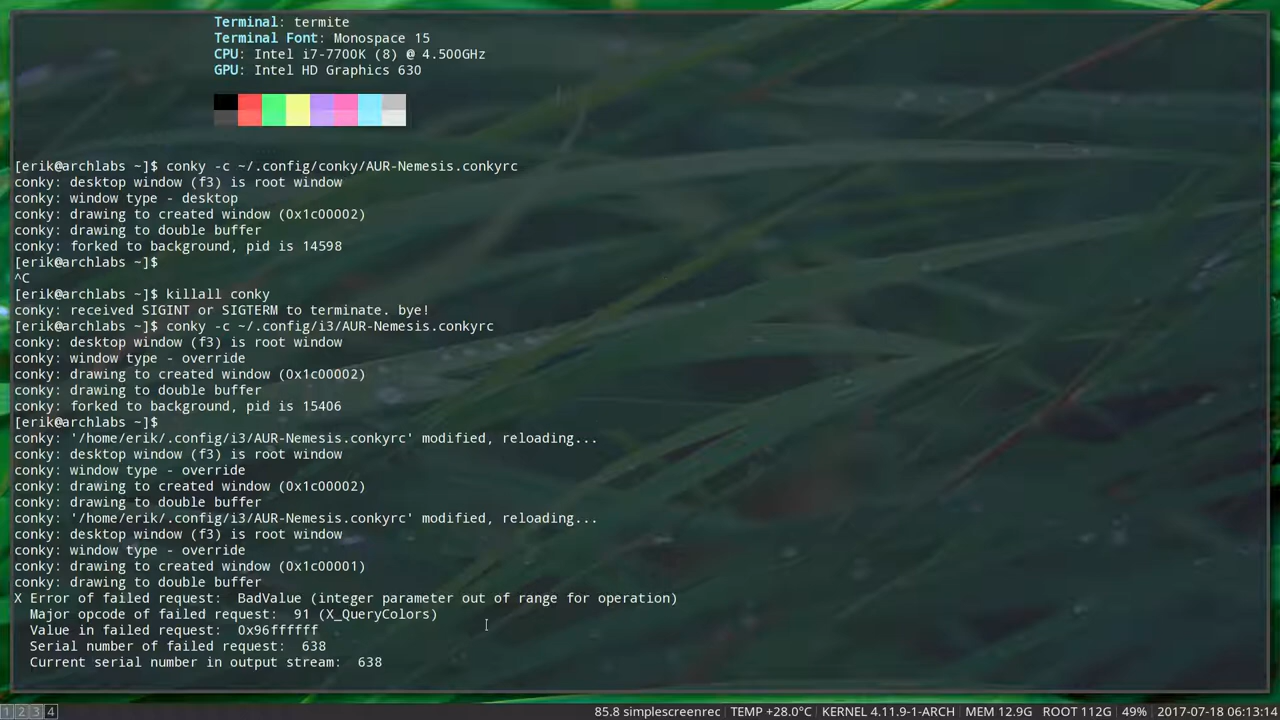 Terminal: termite
Terminal Font: Monospace 15
CPU: Intel i7-7700K (8) @ 4.500GHz
GPU: Intel HD Graphics 630
[erik@archlabs ~]$ conky -c ~/.config/conky/AUR-Nemesis.conkyrc
conky: desktop window (f3) is root window
conky: window type - desktop
conky: drawing to created window (0x1c00002)
conky: drawing to double buffer
conky: forked to background, pid is 14598
[erik@archlabs ~]$
^C
[erik@archlabs ~]$ killall conky
conky: received SIGINT or SIGTERM to terminate. bye!
[erik@archlabs ~]$ conky -c ~/.config/i3/AUR-Nemesis.conkyrc
conky: desktop window (f3) is root window
conky: window type - override
conky: drawing to created window (0x1c00002)
conky: drawing to double buffer
conky: forked to background, pid is 15406
[erik@archlabs ~]$
conky: '/home/erik/.config/i3/AUR-Nemesis.conkyrc' modified, reloading...
conky: desktop window (f3) is root window
conky: window type - override
conky: drawing to created window (0x1c00002)
conky: drawing to double buffer
conky: '/home/erik/.config/i3/AUR-Nemesis.conkyrc' modified, reloading...
conky: desktop window (f3) is root window
conky: window type - override
conky: drawing to created window (0x1c00001)
conky: drawing to double buffer
X Error of failed request:  BadValue (integer parameter out of range for operation)
  Major opcode of failed request:  91 (X_QueryColors)
  Value in failed request:  0x96ffffff
  Serial number of failed request:  638
  Current serial number in output stream:  638
1 2 3 4 85.8 simplescreenrec | TEMP +28.0°C | KERNEL 4.11.9-1-ARCH | MEM 12.9G | ROOT 112G | 49% | 2017-07-18 06:13:14